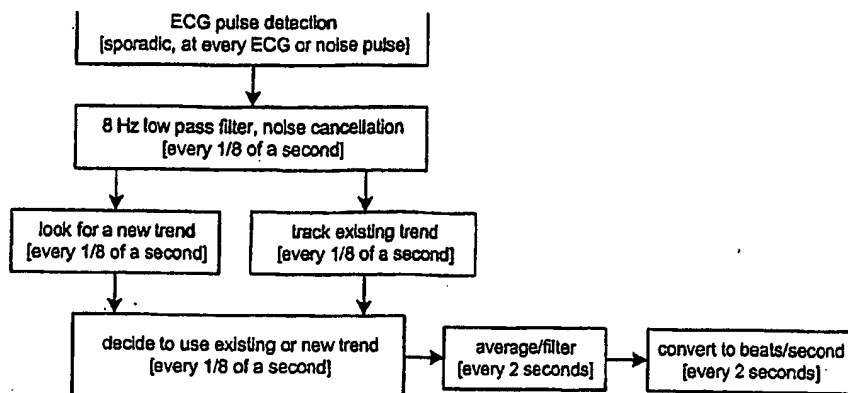 ECG pulse detection
[sporadic, at every ECG or noise pulse]
8 Hz low pass filter, noise cancellation
[every 1/8 of a second]
look for a new trend
[every 1/8 of a second]
track existing trend
[every 1/8 of a second]
decide to use existing or new trend
[every 1/8 of a second]
average/filter
[every 2 seconds]
convert to beats/second
[every 2 seconds]